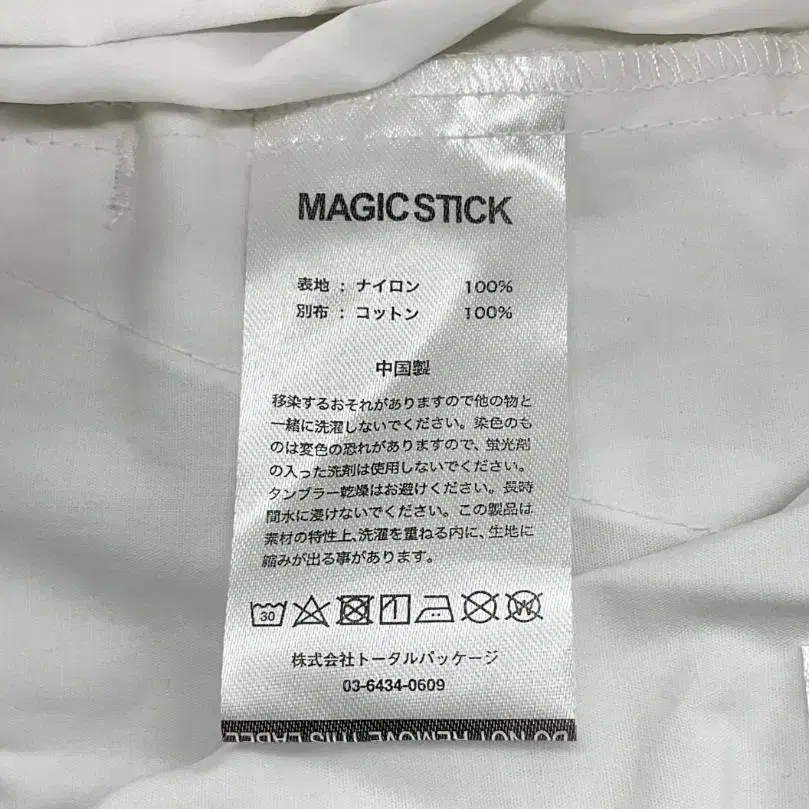 MAGIC STICK
表地 : ナイロン 100%
別布 : コットン 100%
中国製
移染するおそれがありますので他の物と
一緒に洗濯しないでください。染色のも
のは変色の恐れがありますので、蛍光剤
の入った洗剤は使用しないでください。
タンブラー乾燥はお避けください。長時
間水に浸けないでください。この製品は
素材の特性上、洗濯を重ねる内に、生地に
縮みが出る事があります。
30
W
株式会社トータルパッケージ
03-6434-0609
DO NOT REMOVE THIS LABEL